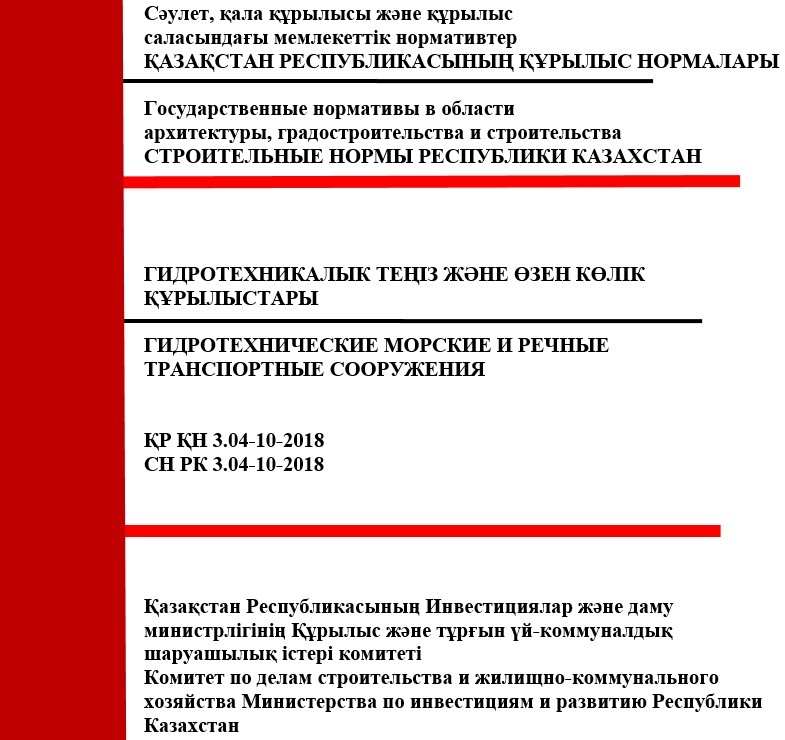 Сәулет, қала құрылысы және құрылыс
саласындағы мемлекеттік нормативтер
ҚАЗАҚСТАН РЕСПУБЛИКАСЫНЫҢ ҚҰРЫЛЫС НОРМАЛАРЫ
Государственные нормативы в области
архитектуры, градостроительства и строительства
СТРОИТЕЛЬНЫЕ НОРМЫ РЕСПУБЛИКИ КАЗАХСТАН
ГИДРОТЕХНИКАЛЫК ТЕҢІЗ ЖӘНЕ ӨЗЕН КӨЛІК
ҚҰРЫЛЫСТАРЫ
ГИДРОТЕХНИЧЕСКИЕ МОРСКИЕ И РЕЧНЫЕ
ТРАНСПОРТНЫЕ СООРУЖЕНИЯ
ҚР ҚН 3.04-10-2018
СН РК 3.04-10-2018
Қазақстан Республикасының Инвестициялар және даму
министрлігінің Құрылыс және тұрғын үй-коммуналдық
шаруашылық істері комитеті
Комитет по делам строительства и жилищно-коммунального
хозяйства Министерства по инвестициям и развитию Республики
Казахстан